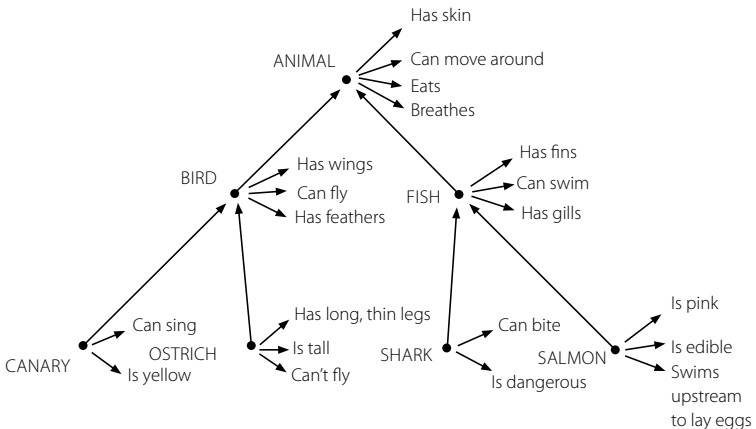 Has skin
ANIMAL
Can move around
Eats
Breathes
BIRD
Has wings
Can fly
Has feathers
FISH
Has fins
Can swim
Has gills
CANARY
Can sing
Is yellow
OSTRICH
Has long, thin legs
Is tall
Can't fly
SHARK
Can bite
Is dangerous
SALMON
Is pink
Is edible
Swims
upstream
to lay eggs